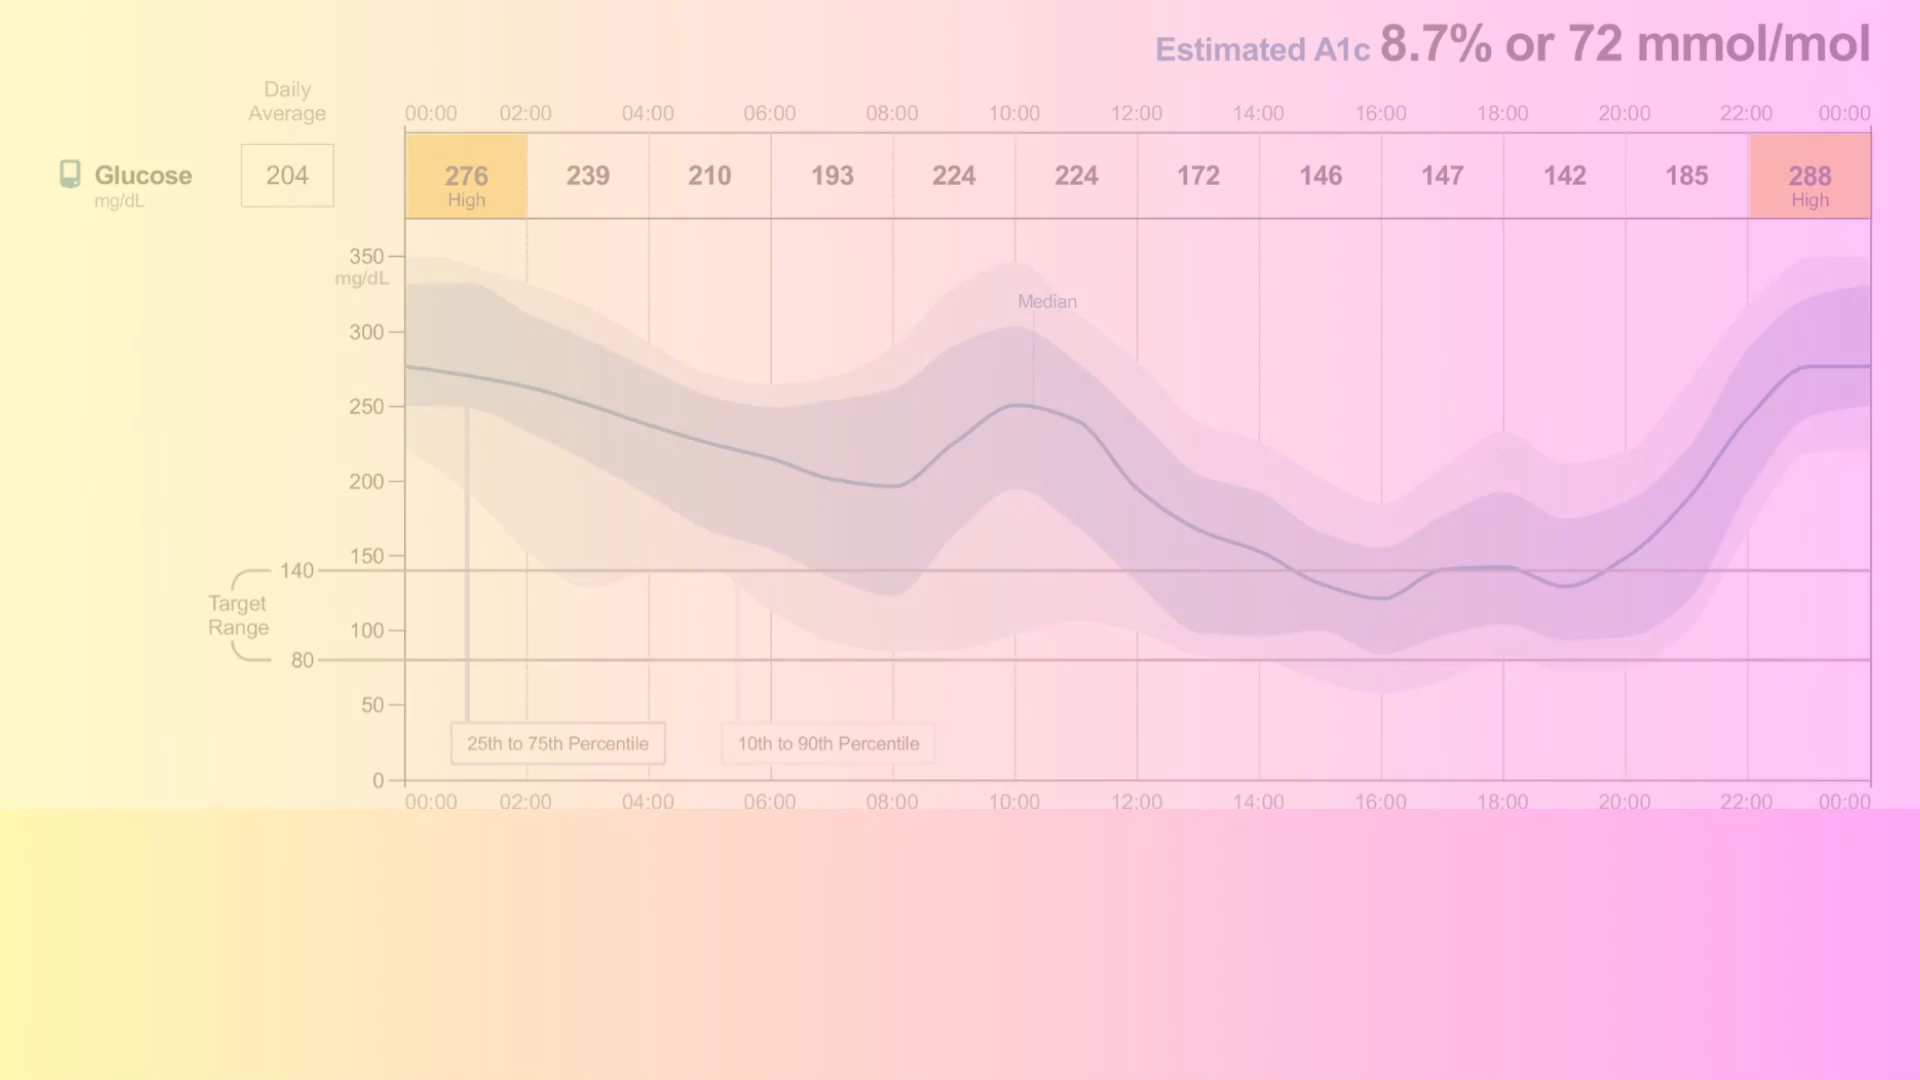 Estimated A1c 8.7% or 72 mmol/mol
Daily
Average
00:00 02:00 04:00 06:00 08:00 10:00 12:00 14:00 16:00 18:00 20:00 22:00 00:00
Glucose
mg/dL
204
276 239 210 193 224 224 172 146 147 142 185 288
High High
350
mg/dL
Median
300
250
200
150
140
Target
Range
100
80
50
25th to 75th Percentile 10th to 90th Percentile
0
00:00 02:00 04:00 06:00 08:00 10:00 12:00 14:00 16:00 18:00 20:00 22:00 00:00